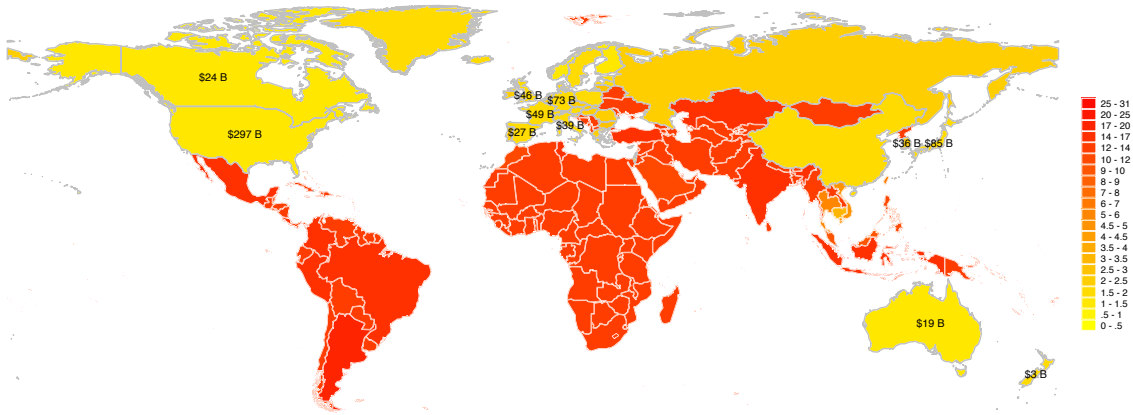 $24 B
$297 B
$46 B
$73 B
$49 B
$27 B
$39 B
$36 B
$85 B
$19 B
$3 B
25 - 31
20 - 25
17 - 20
14 - 17
12 - 14
10 - 12
9 - 10
8 - 9
7 - 8
6 - 7
5 - 6
4.5 - 5
4 - 4.5
3.5 - 4
3 - 3.5
2.5 - 3
2 - 2.5
1.5 - 2
1 - 1.5
.5 - 1
0 - .5